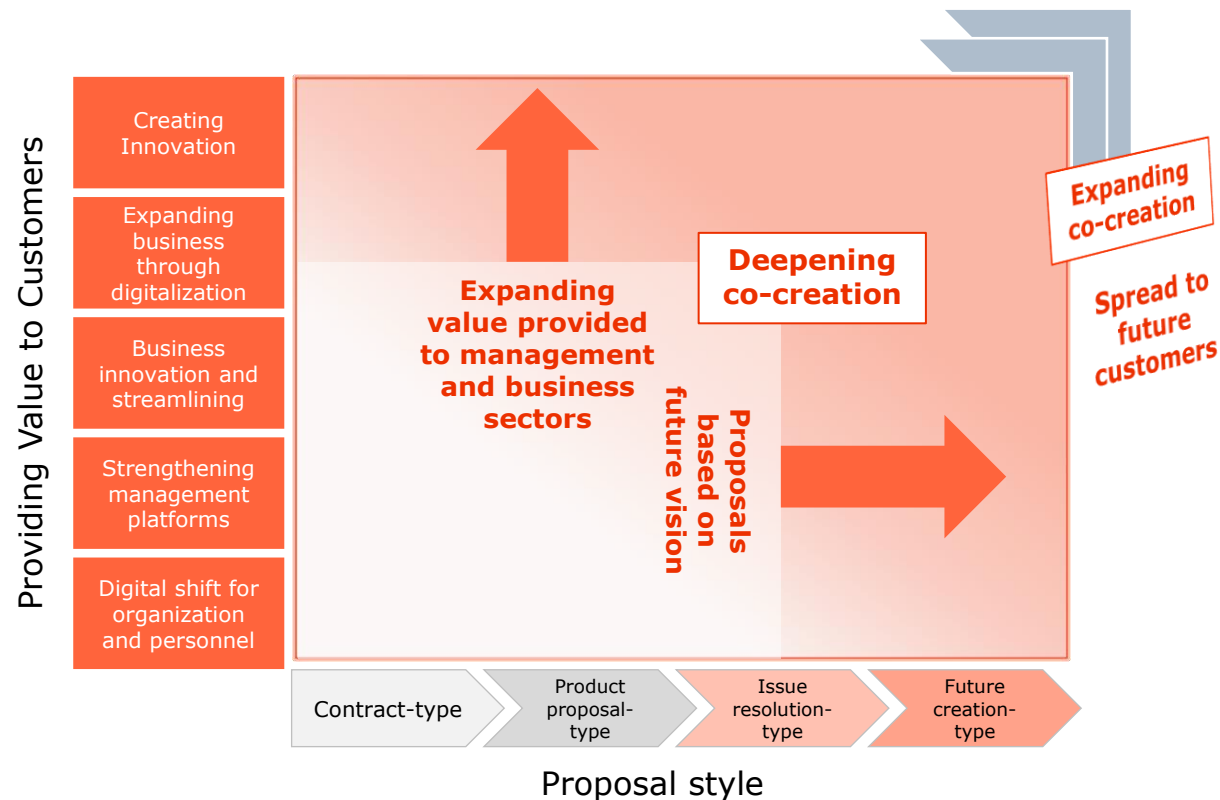 Providing Value to Customers
Creating
Innovation
Expanding
business
through
digitalization
Business
innovation and
streamlining
Strengthening
management
platforms
Digital shift for
organization
and personnel
Expanding
value provided
to management
and business
sectors
Deepening
co-creation
Proposals
based on
future vision
Expanding
co-creation
Spread to
future
customers
Contract-type
Product
proposal-
type
Issue
resolution-
type
Future
creation-
type
Proposal style